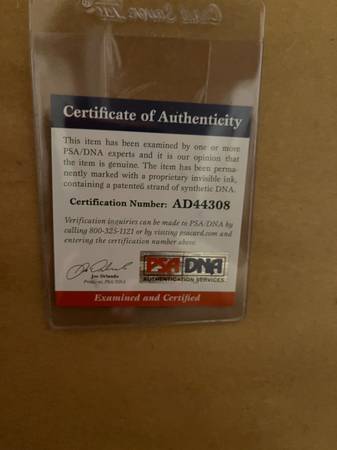 Certificate of Authenticity
This item has been examined by one or more
PSA/DNA experts and it is our opinion that
the item is genuine. The item has been perma-
nently marked with a proprietary invisible ink,
containing a patented strand of synthetic DNA.
Certification Number: AD44308
Verification inquiries can be made to PSA/DNA by
calling 800-325-1121 or by visiting psacard.com and
entering the certification number above.
Joe Orlando
President, PSA/DNA
PSA DNA
AUTHENTICATION SERVICES
Examined and Certified